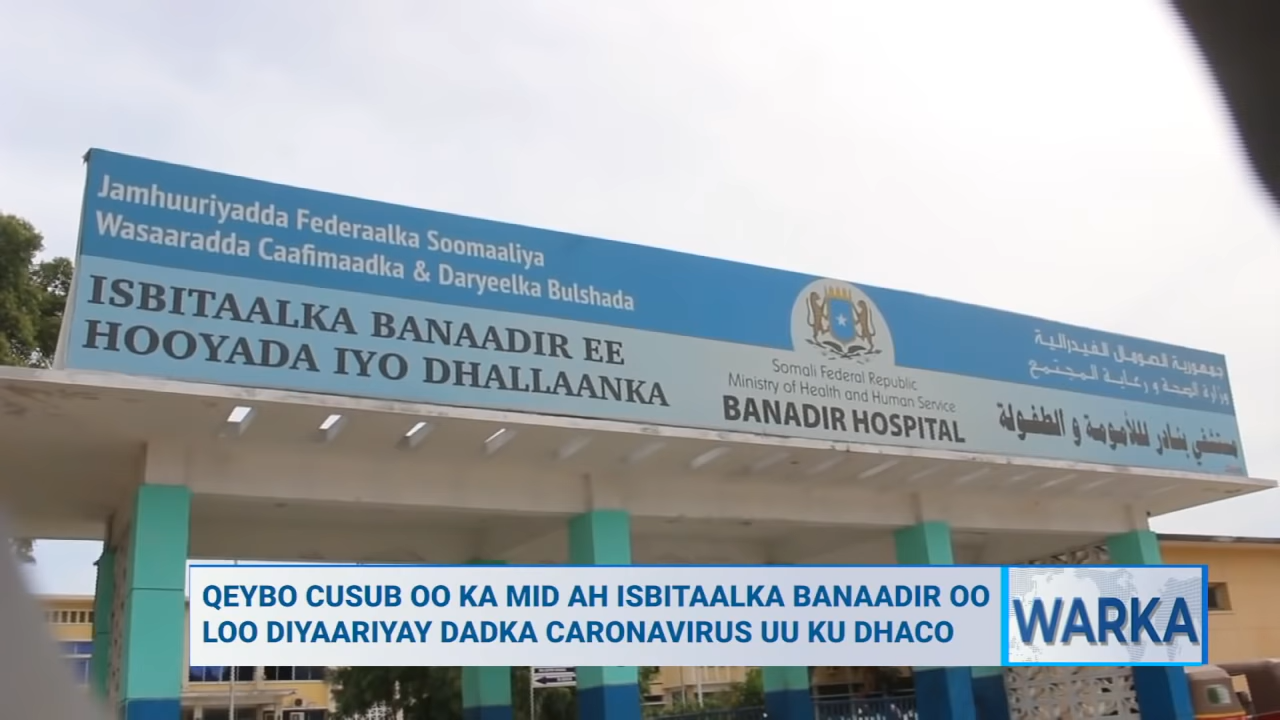 Jamhuuriyadda Federaalka Soomaaliya
Wasaaradda Caafimaadka & Daryeelka Bulshada
ISBITAALKA BANAADIR EE
HOOYADA IYO DHALLAANKA
Somali Federal Republic
Ministry of Health and Human Service
BANADIR HOSPITAL
جمهورية الصومال الفيدرالية
وزارة الصحة و رعاية المجتمع
مستشفي بنادر لللأمومة و الطفولة
QEYBO CUSUB OO KA MID AH ISBITAALKA BANAADIR OO
LOO DIYAARIYAY DADKA CARONAVIRUS UU KU DHACO
WARKA